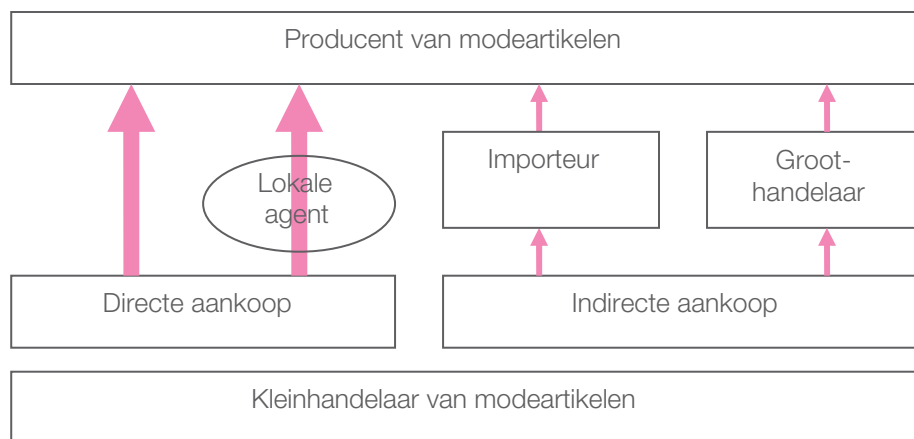 Producent van modeartikelen
Importeur
Groot-
handelaar
Lokale
agent
Directe aankoop
Indirecte aankoop
Kleinhandelaar van modeartikelen